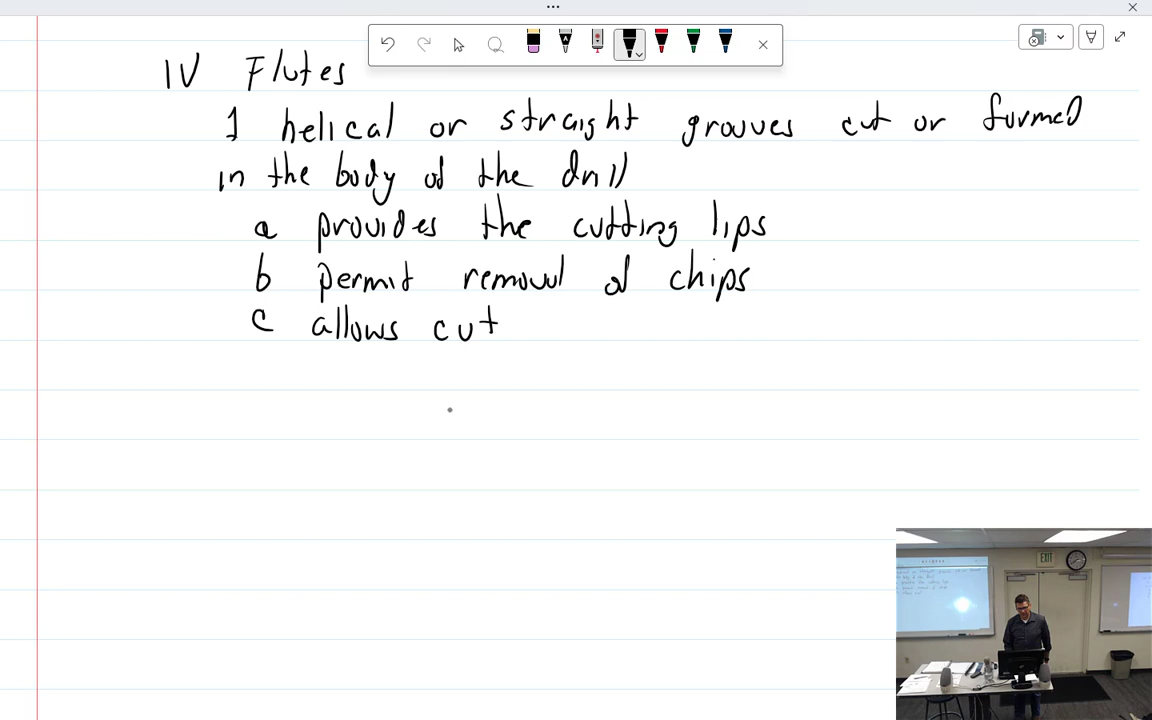 IV Flutes
1 helical or straight grooves cut or formed
in the body of the drill
a provides the cutting lips
b permit removal of chips
c allows cut
EXIT